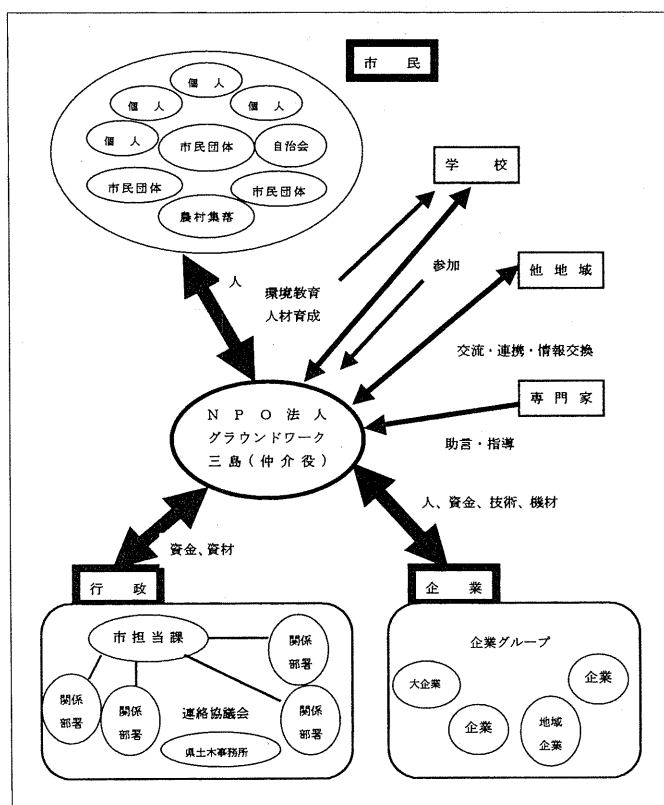 市 民
個 人
個 人
個 人
個 人
市民団体
自治会
市民団体
市民団体
農村集落
学 校
人
環境教育
人材育成
参加
他 地 域
交流・連携・情報交換
専 門 家
助言・指導
N P O 法 人
グラウンドワーク
三 島 ( 仲 介 役 )
人、資金、技術、機材
資金、資材
行 政
企 業
市 担 当 課
関係
部署
関係
部署
関係
部署
関係
部署
連絡協議会
県土木事務所
企業グループ
大企業
企業
企業
地域
企業